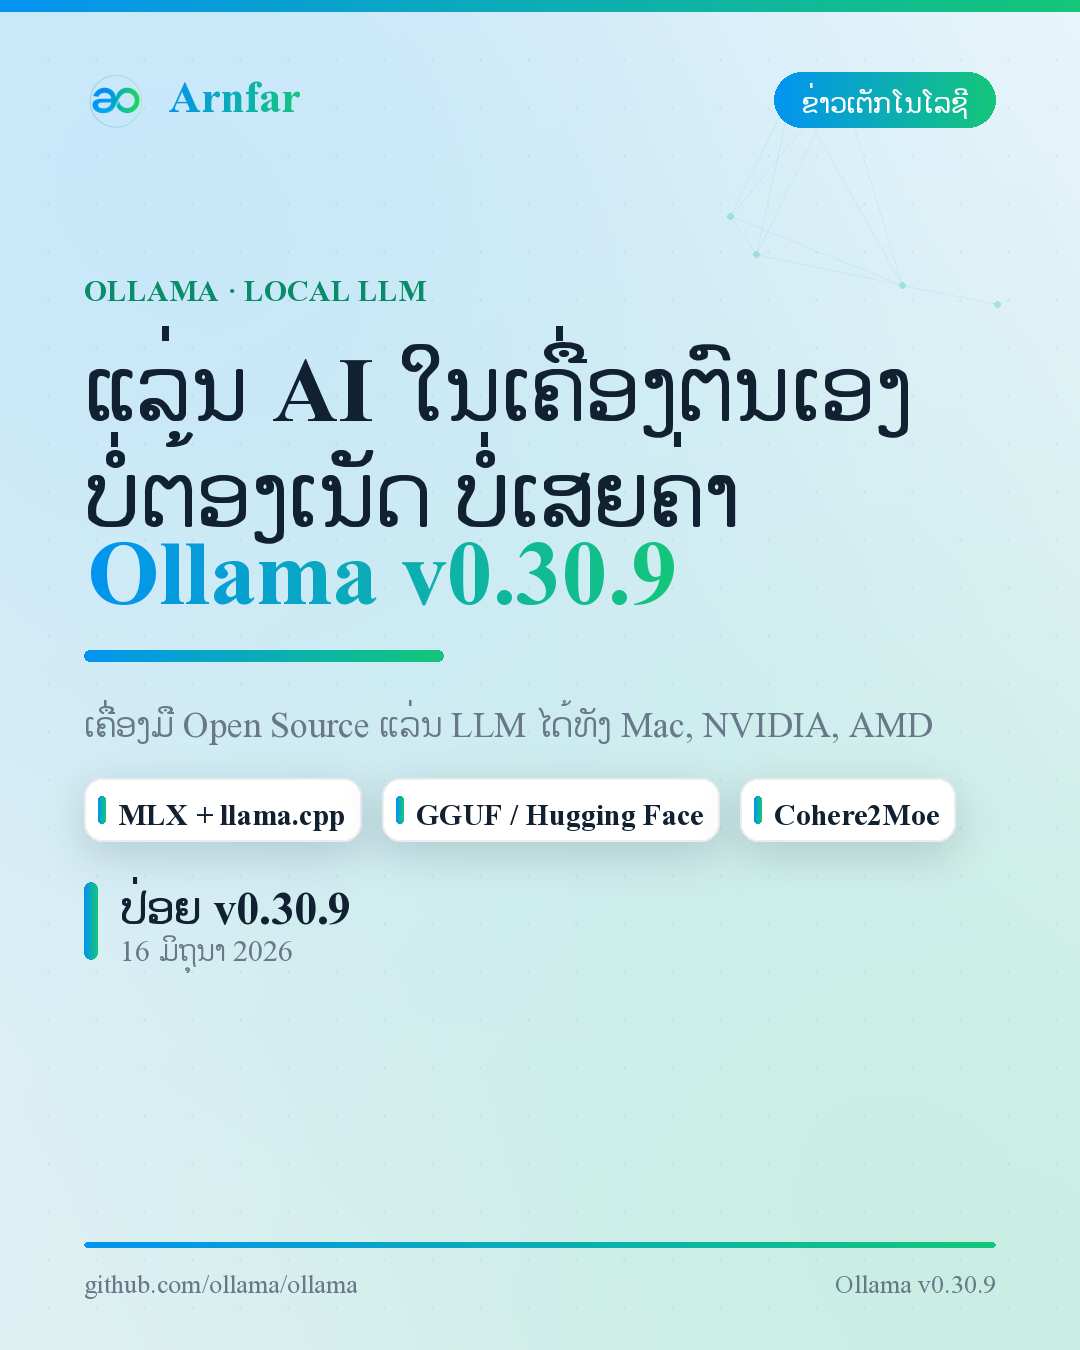 Arnfar
ຂ່າວເຕັກໂນໂລຊີ
OLLAMA · LOCAL LLM
ແລ່ນ AI ໃນເຄື່ອງຕົນເອງ
ບໍ່ຕ້ອງເນັດ ບໍ່ເສຍຄ່າ
Ollama v0.30.9
ເຄື່ອງມື Open Source ແລ່ນ LLM ໄດ້ທັງ Mac, NVIDIA, AMD
MLX + llama.cpp
GGUF / Hugging Face
Cohere2Moe
ປ່ອຍ v0.30.9
16 ມິຖຸນາ 2026
github.com/ollama/ollama
Ollama v0.30.9